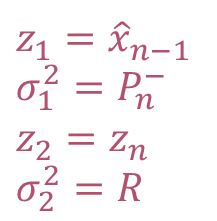 z₁ = x̂ₙ₋₁
σ₁² = Pₙ⁻
z₂ = zₙ
σ₂² = R